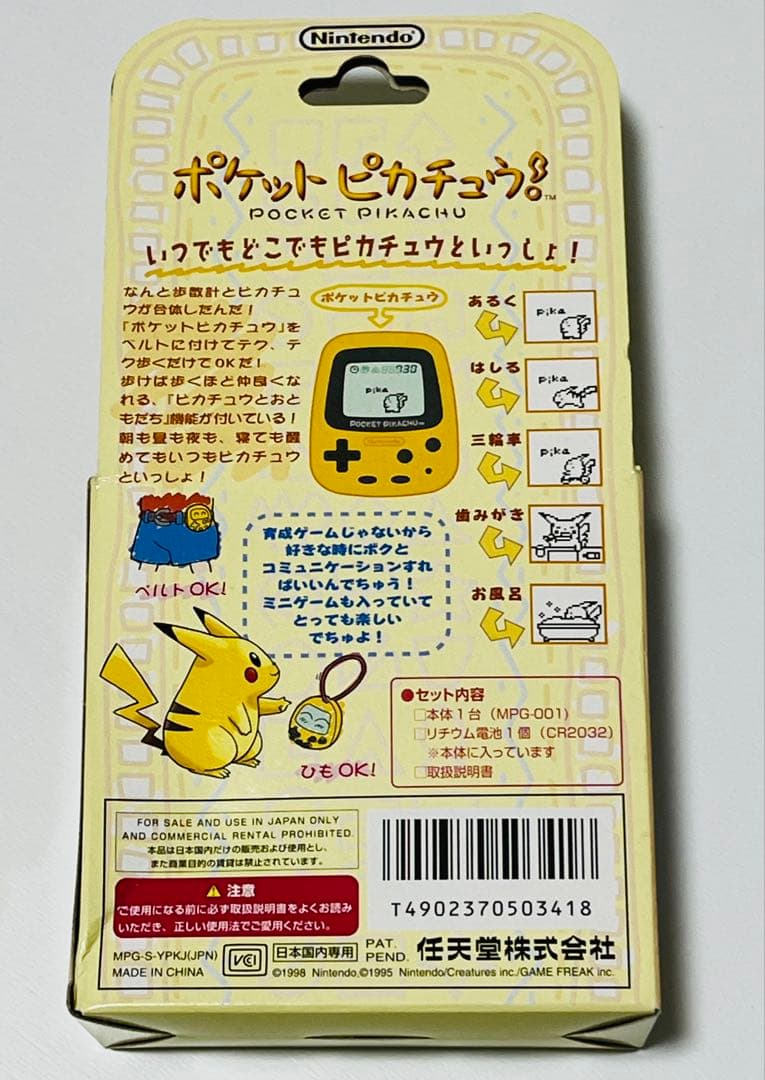 Nintendo
ポケットピカチュウ! TM
POCKET PIKACHU
いつでもどこでもピカチュウといっしょ！
なんと歩数計とピカチュ
ウが合体したんだ！
「ポケットピカチュウ」を
ベルトに付けてテク、テ
ク歩くだけでOKだ！
歩けば歩くほど仲良くな
れる、「ピカチュウとおと
もだち」機能が付いている！
朝も昼も夜も、寝ても醒
めてもいつもピカチュウ
といっしょ！
ポケットピカチュウ
730
pika
POCKET PIKACHU TM
Nintendo
あるく
pika
はしる
pika
三輪車
pika
歯みがき
お風呂
ベルトOK!
育成ゲームじゃないから
好きな時にボクと
コミュニケーションすれ
ばいいんでちゅう！
ミニゲームも入っていて
とっても楽しい
でちゅよ！
ひもOK!
●セット内容
□本体１台（MPG-001）
□リチウム電池１個（CR2032）
※本体に入っています
□取扱説明書
FOR SALE AND USE IN JAPAN ONLY
AND COMMERCIAL RENTAL PROHIBITED.
本品は日本国内だけの販売および使用とし、
また商業目的の賃貸は禁止されています。
⚠注意
ご使用になる前に必ず取扱説明書をよくお読み
いただき、正しい使用法でご愛用ください。
T4902370503418
MPG-S-YPKJ(JPN)
MADE IN CHINA
VCI
日本国内専用
PAT.
PEND.
任天堂株式会社
©1998 Nintendo,©1995 Nintendo/Creatures inc./GAME FREAK inc.